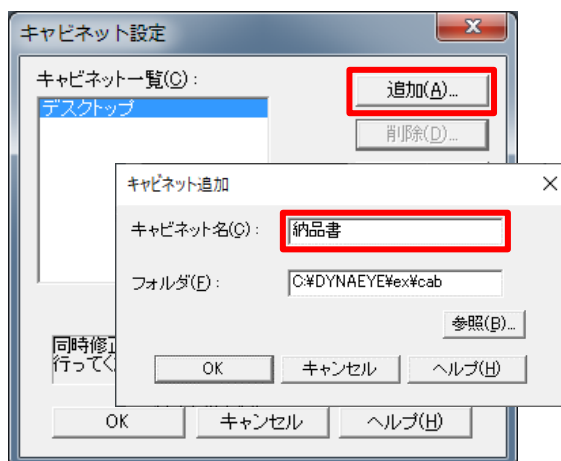 キャビネット設定
キャビネット一覧(C):
追加(A)...
デスクトップ
削除(D)...
キャビネット追加
キャビネット名(C):
納品書
フォルダ(F):
C:¥DYNAEYE¥ex¥cab
参照(B)...
同時修正
行ってく
OK
キャンセル
ヘルプ(H)
OK
キャンセル
ヘルプ(H)